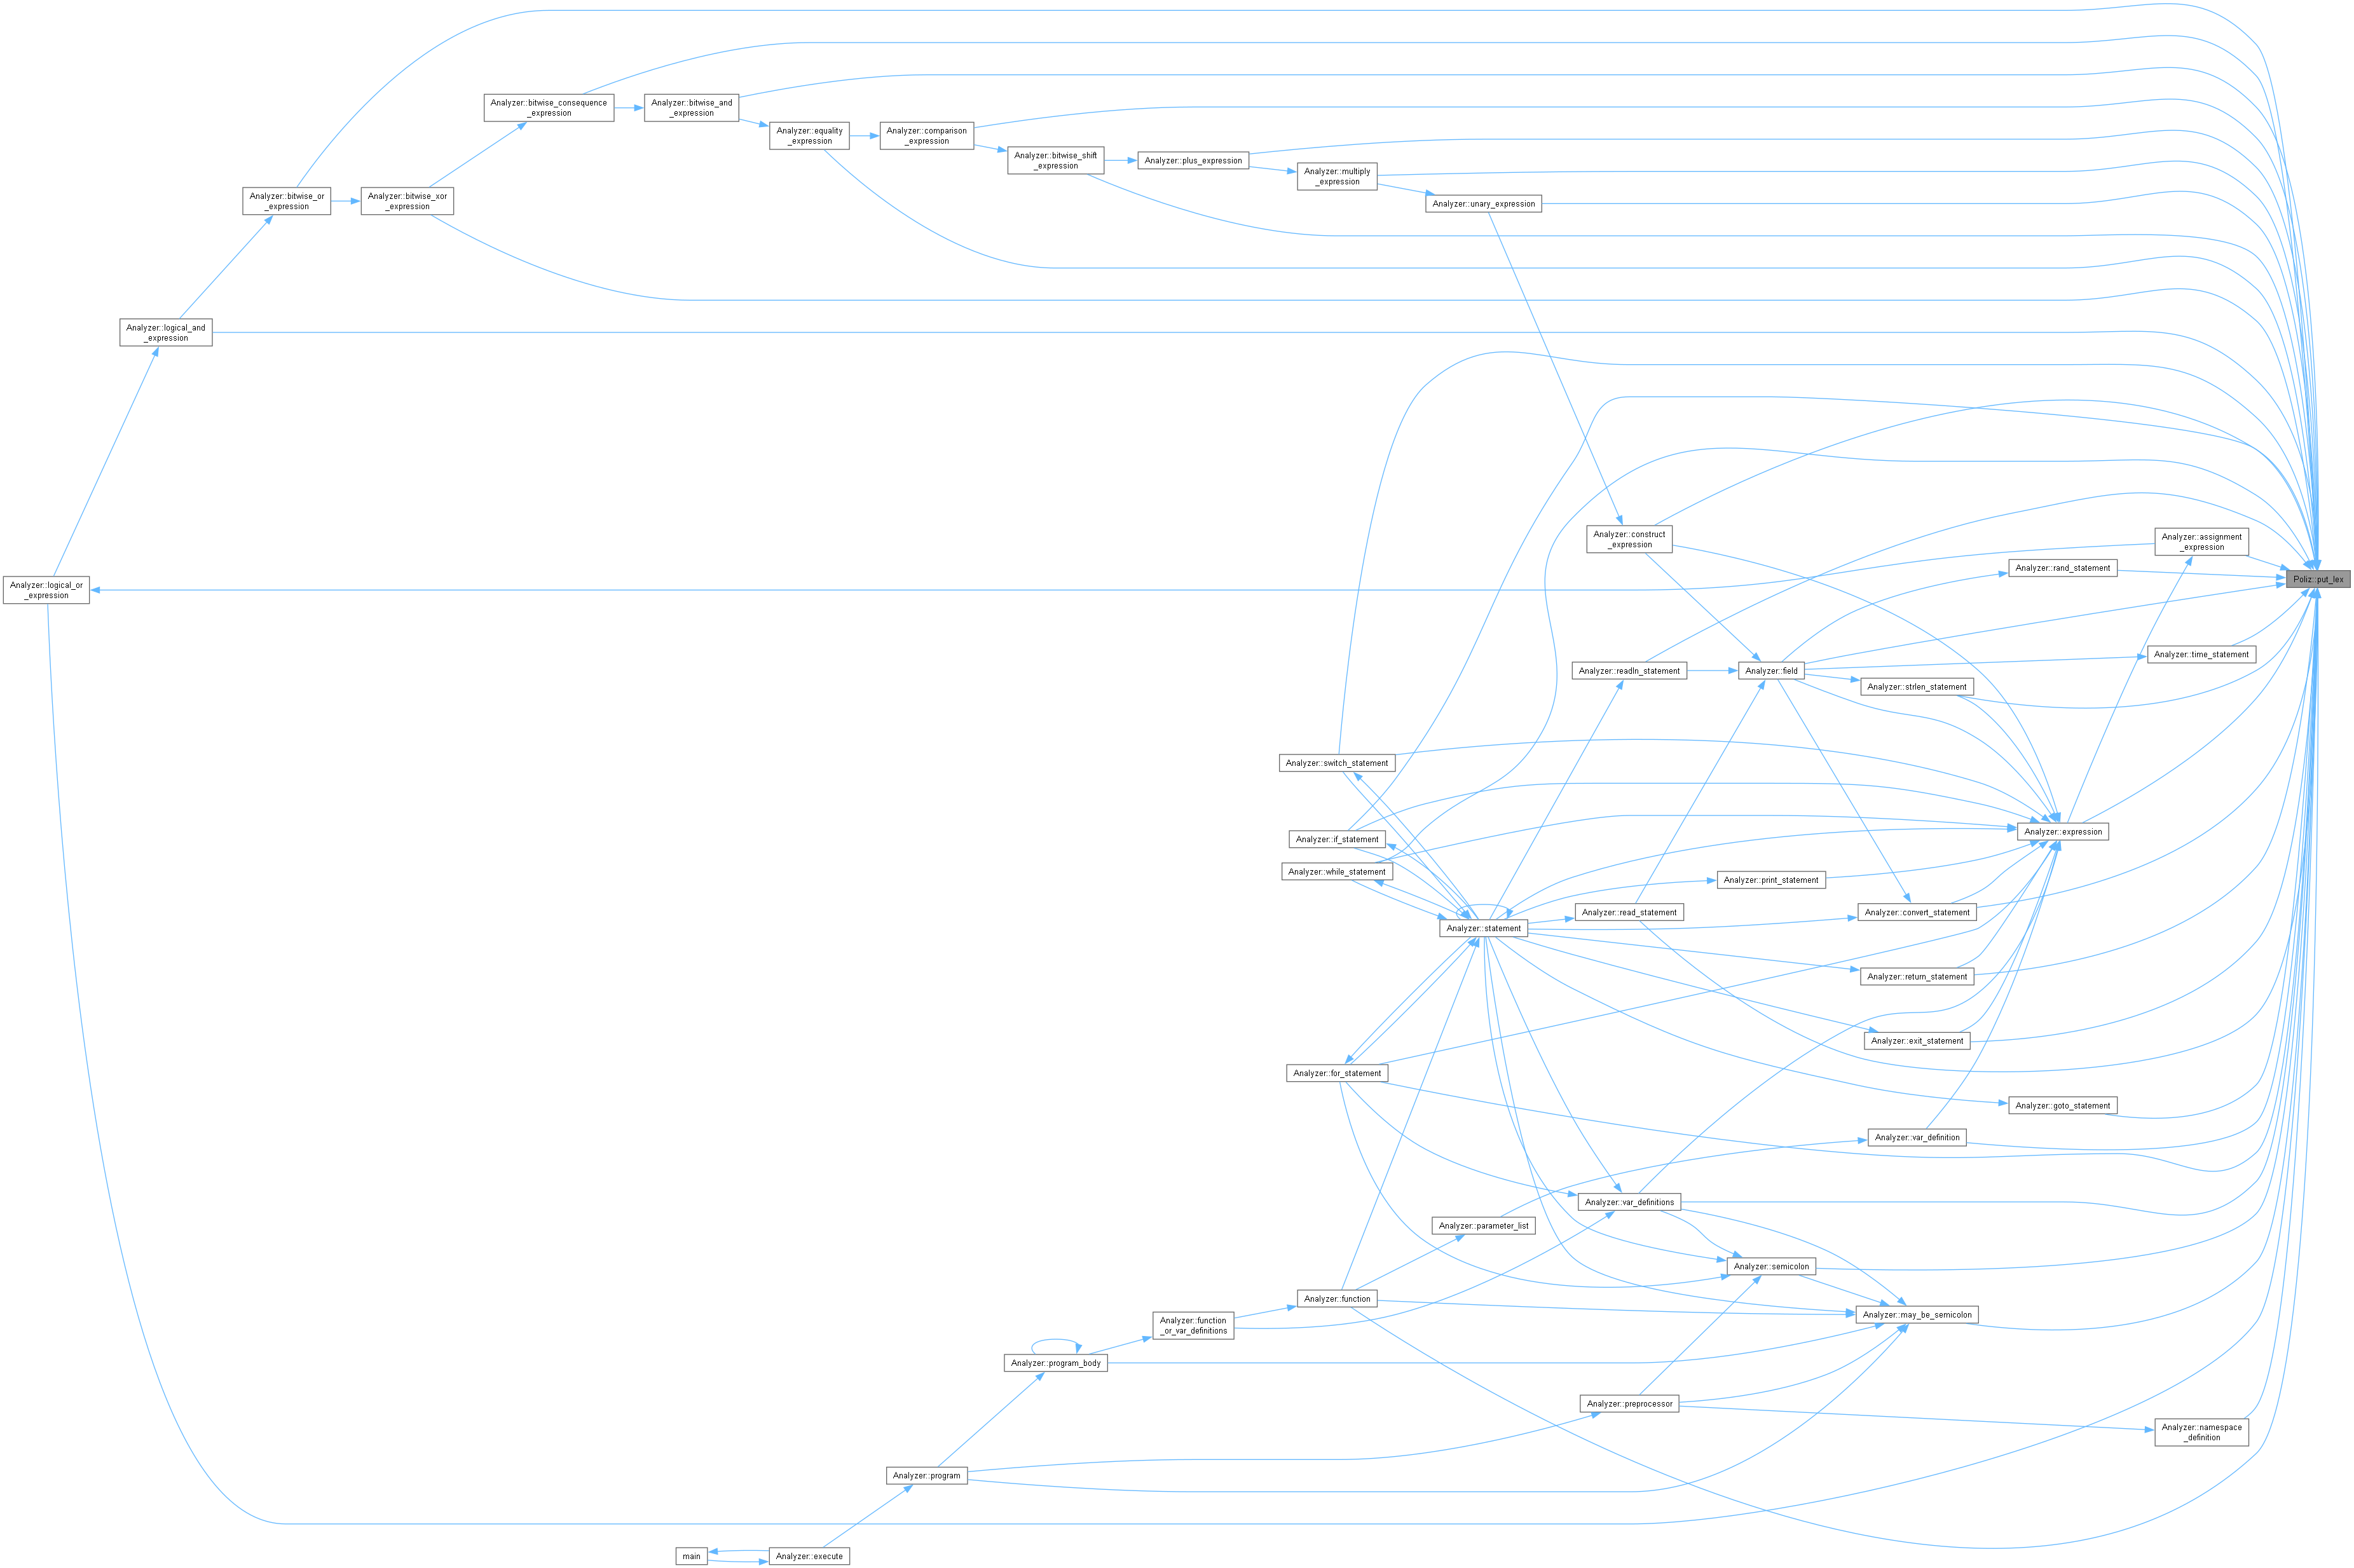 Analyzer::bitwise_consequence
_expression
Analyzer::bitwise_and
_expression
Analyzer::equality
_expression
Analyzer::comparison
_expression
Analyzer::bitwise_shift
_expression
Analyzer::plus_expression
Analyzer::multiply
_expression
Analyzer::unary_expression
Analyzer::bitwise_or
_expression
Analyzer::bitwise_xor
_expression
Analyzer::logical_and
_expression
Analyzer::logical_or
_expression
Analyzer::construct
_expression
Analyzer::assignment
_expression
Analyzer::rand_statement
Poliz::put_lex
Analyzer::time_statement
Analyzer::readln_statement
Analyzer::field
Analyzer::strlen_statement
Analyzer::switch_statement
Analyzer::if_statement
Analyzer::expression
Analyzer::while_statement
Analyzer::print_statement
Analyzer::read_statement
Analyzer::convert_statement
Analyzer::statement
Analyzer::return_statement
Analyzer::exit_statement
Analyzer::for_statement
Analyzer::goto_statement
Analyzer::var_definition
Analyzer::var_definitions
Analyzer::parameter_list
Analyzer::semicolon
Analyzer::function
Analyzer::function
_or_var_definitions
Analyzer::may_be_semicolon
Analyzer::program_body
Analyzer::preprocessor
Analyzer::namespace
_definition
Analyzer::program
main
Analyzer::execute